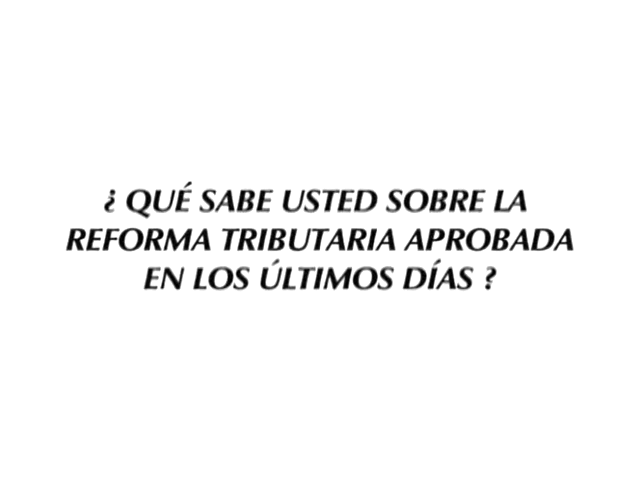 ¿ QUÉ SABE USTED SOBRE LA
REFORMA TRIBUTARIA APROBADA
EN LOS ÚLTIMOS DÍAS ?